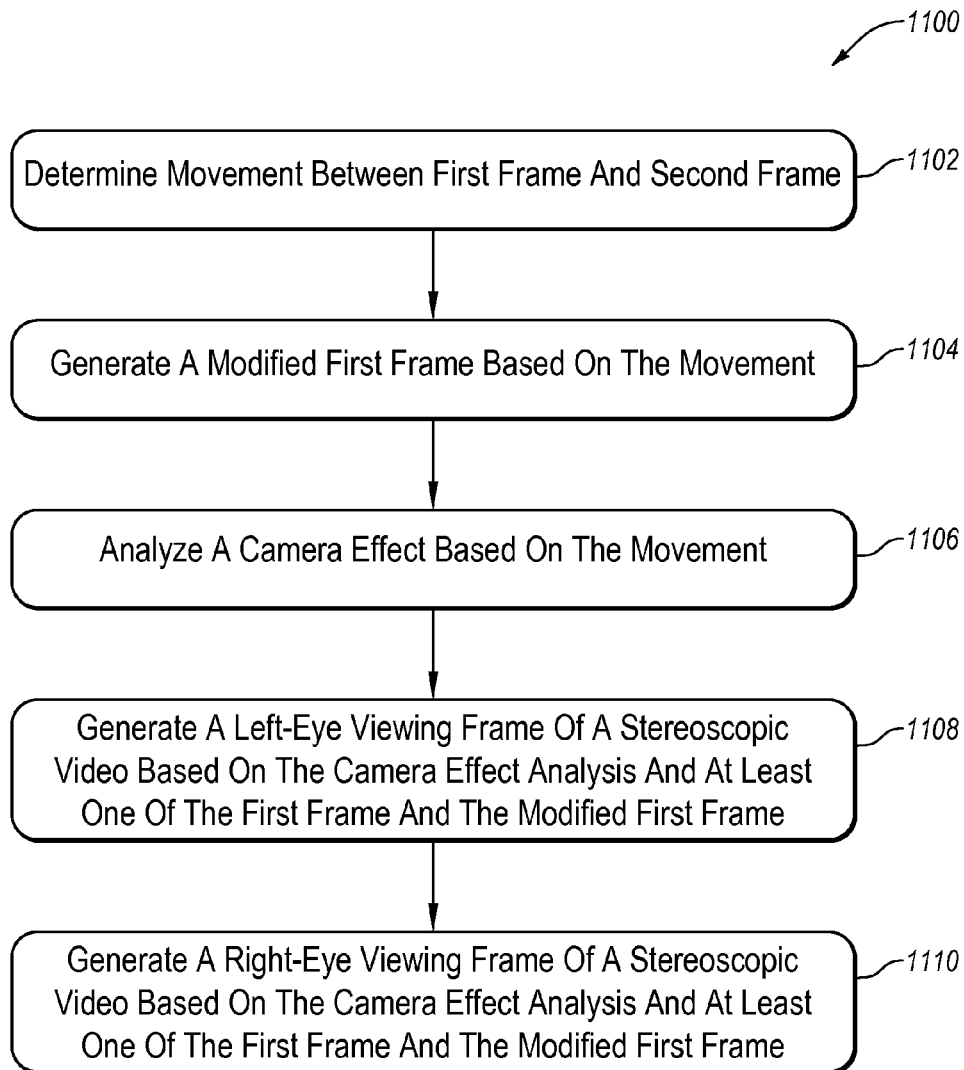 1100
Determine Movement Between First Frame And Second Frame
1102
Generate A Modified First Frame Based On The Movement
1104
Analyze A Camera Effect Based On The Movement
1106
Generate A Left-Eye Viewing Frame Of A Stereoscopic
Video Based On The Camera Effect Analysis And At Least
One Of The First Frame And The Modified First Frame
1108
Generate A Right-Eye Viewing Frame Of A Stereoscopic
Video Based On The Camera Effect Analysis And At Least
One Of The First Frame And The Modified First Frame
1110